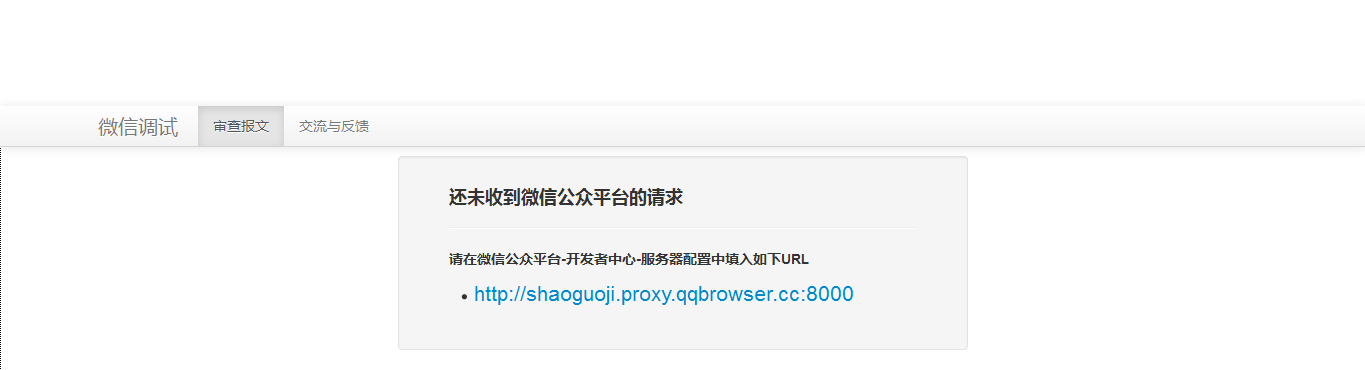 微信调试 审查报文 交流与反馈
还未收到微信公众平台的请求
请在微信公众平台-开发者中心-服务器配置中填入如下URL
http://shaoguoji.proxy.qqbrowser.cc:8000